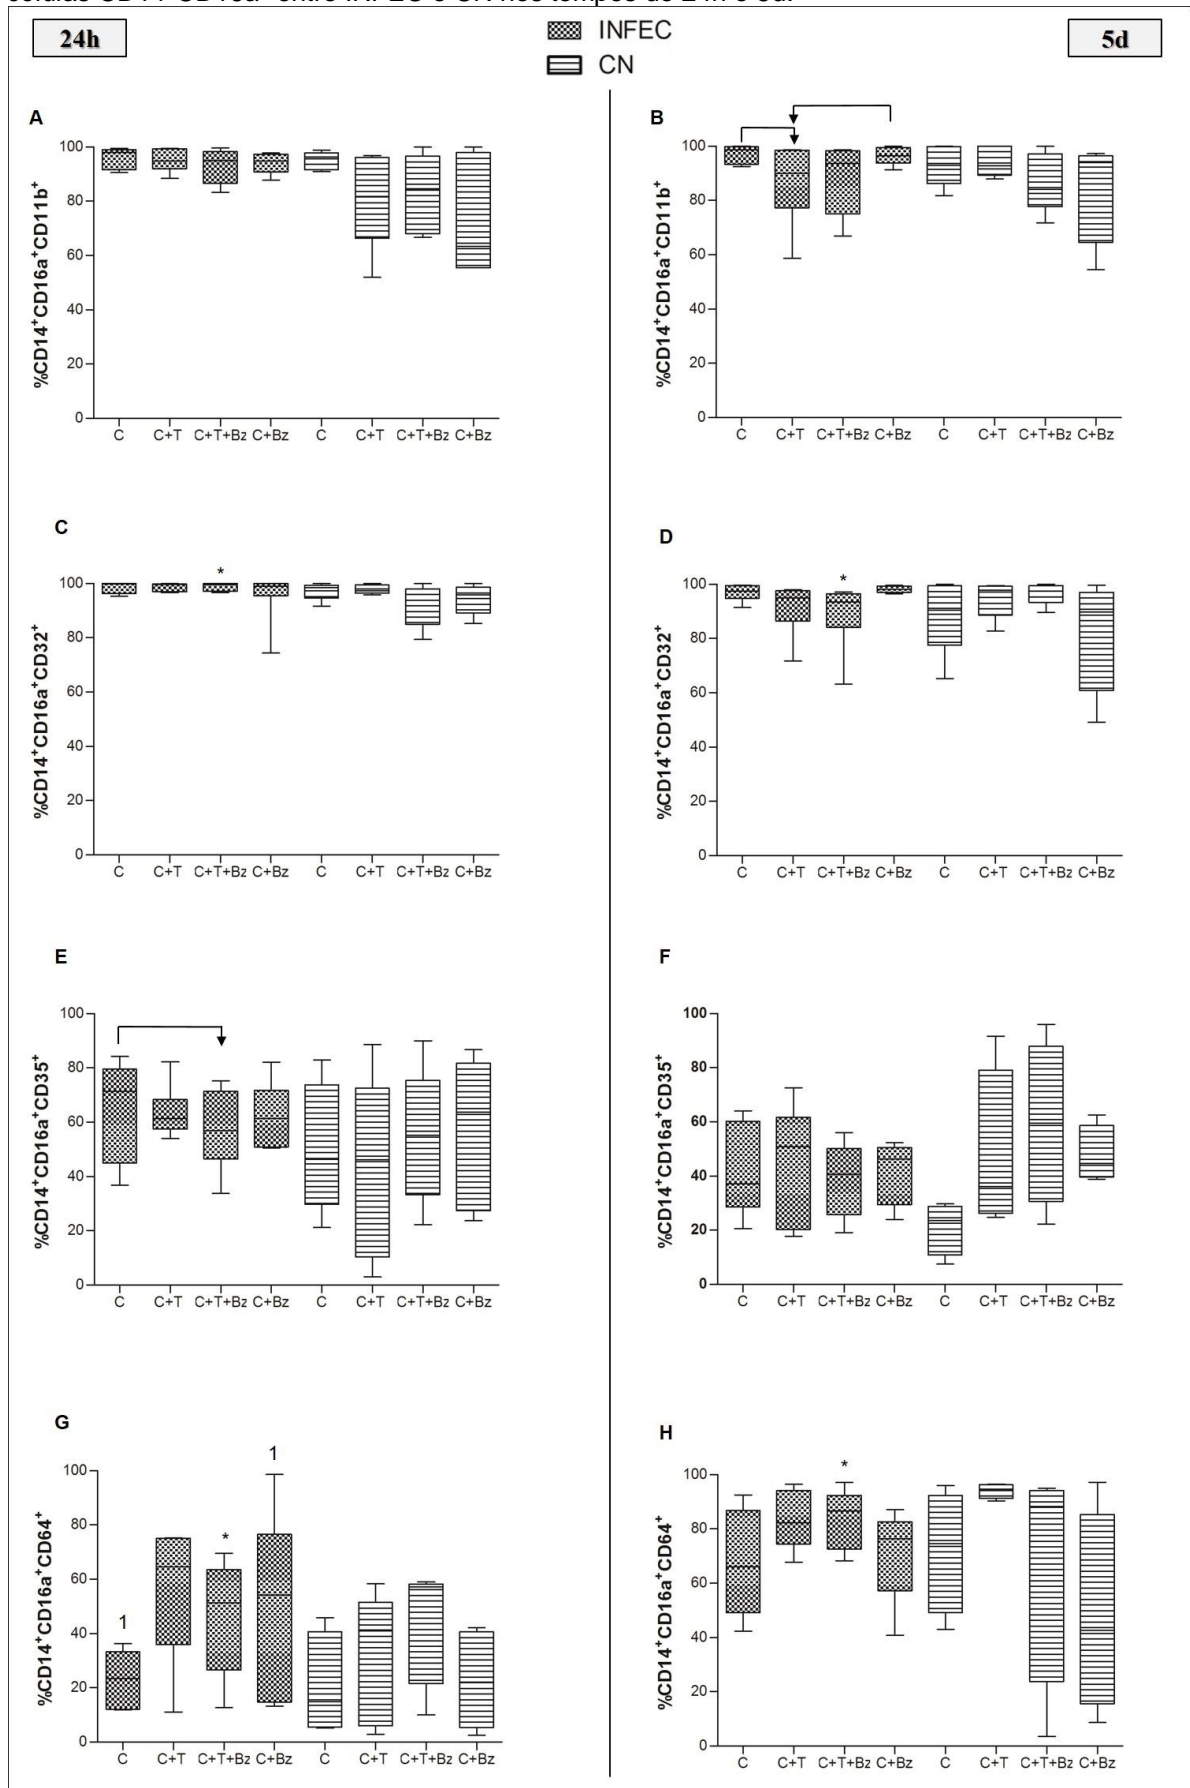 células CD14⁺CD16a⁺ entre INFEC e CN nos tempos de 24h e 5d.
24h
INFEC
CN
5d
A
%CD14⁺CD16a⁺CD11b⁺
100
80
60
40
20
0
C C+T C+T+Bz C+Bz C C+T C+T+Bz C+Bz
B
%CD14⁺CD16a⁺CD11b⁺
100
80
60
40
20
0
C C+T C+T+Bz C+Bz C C+T C+T+Bz C+Bz
C
%CD14⁺CD16a⁺CD32⁺
*
100
80
60
40
20
0
C C+T C+T+Bz C+Bz C C+T C+T+Bz C+Bz
D
%CD14⁺CD16a⁺CD32⁺
*
100
80
60
40
20
0
C C+T C+T+Bz C+Bz C C+T C+T+Bz C+Bz
E
%CD14⁺CD16a⁺CD35⁺
100
80
60
40
20
0
C C+T C+T+Bz C+Bz C C+T C+T+Bz C+Bz
F
%CD14⁺CD16a⁺CD35⁺
100
80
60
40
20
0
C C+T C+T+Bz C+Bz C C+T C+T+Bz C+Bz
G
%CD14⁺CD16a⁺CD64⁺
1
100
80
*
60
40
1
20
0
C C+T C+T+Bz C+Bz C C+T C+T+Bz C+Bz
H
%CD14⁺CD16a⁺CD64⁺
*
100
80
60
40
20
0
C C+T C+T+Bz C+Bz C C+T C+T+Bz C+Bz